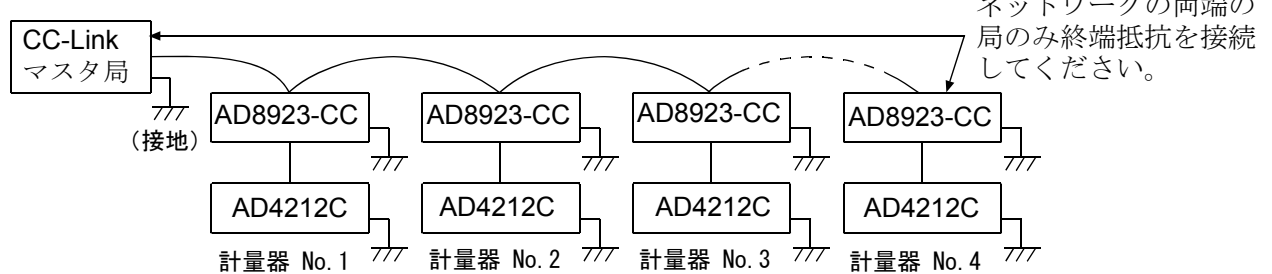 ネットワークの両端の
局のみ終端抵抗を接続
してください。
CC-Link
マスタ局
（接地）
AD8923-CC
AD8923-CC
AD8923-CC
AD8923-CC
AD4212C
AD4212C
AD4212C
AD4212C
計量器 No.1
計量器 No.2
計量器 No.3
計量器 No.4